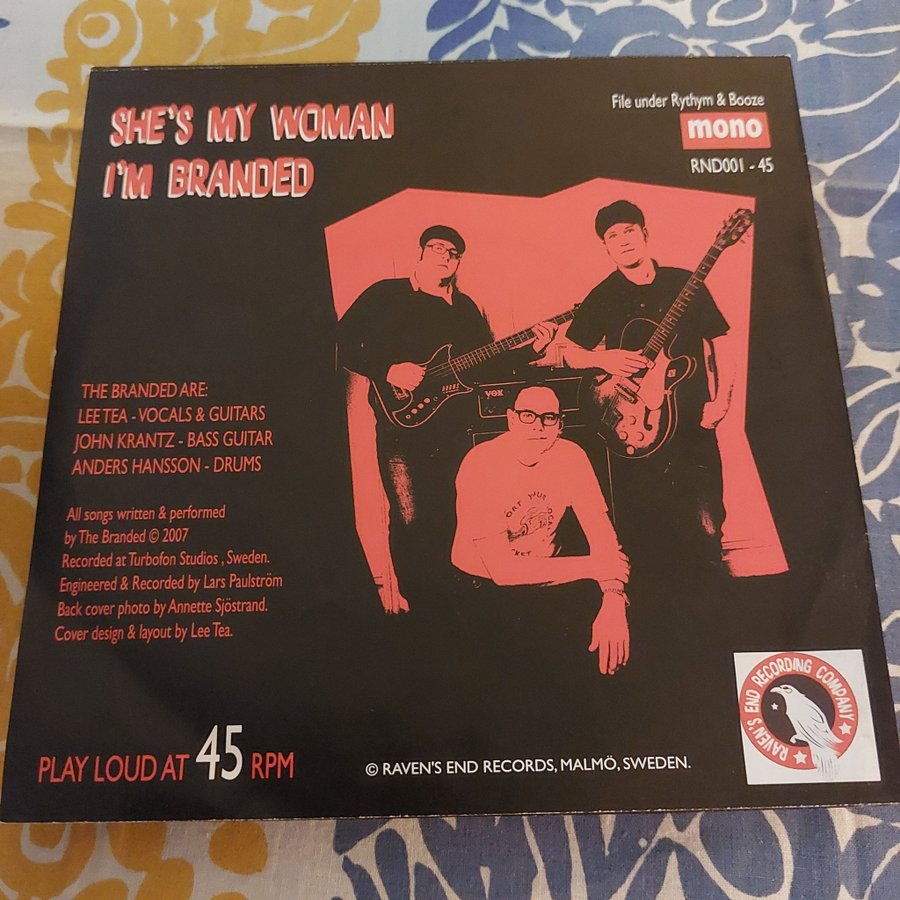 SHE'S MY WOMAN
I'M BRANDED
File under Rythym & Booze
mono
RND001 - 45
VOX
THE BRANDED ARE:
LEE TEA - VOCALS & GUITARS
JOHN KRANTZ - BASS GUITAR
ANDERS HANSSON - DRUMS
All songs written & performed
by The Branded © 2007
Recorded at Turbofon Studios , Sweden.
Engineered & Recorded by Lars Paulström
Back cover photo by Annette Sjöstrand.
Cover design & layout by Lee Tea.
PLAY LOUD AT 45 RPM
© RAVEN'S END RECORDS, MALMÖ, SWEDEN.
RAVEN'S END RECORDING COMPANY